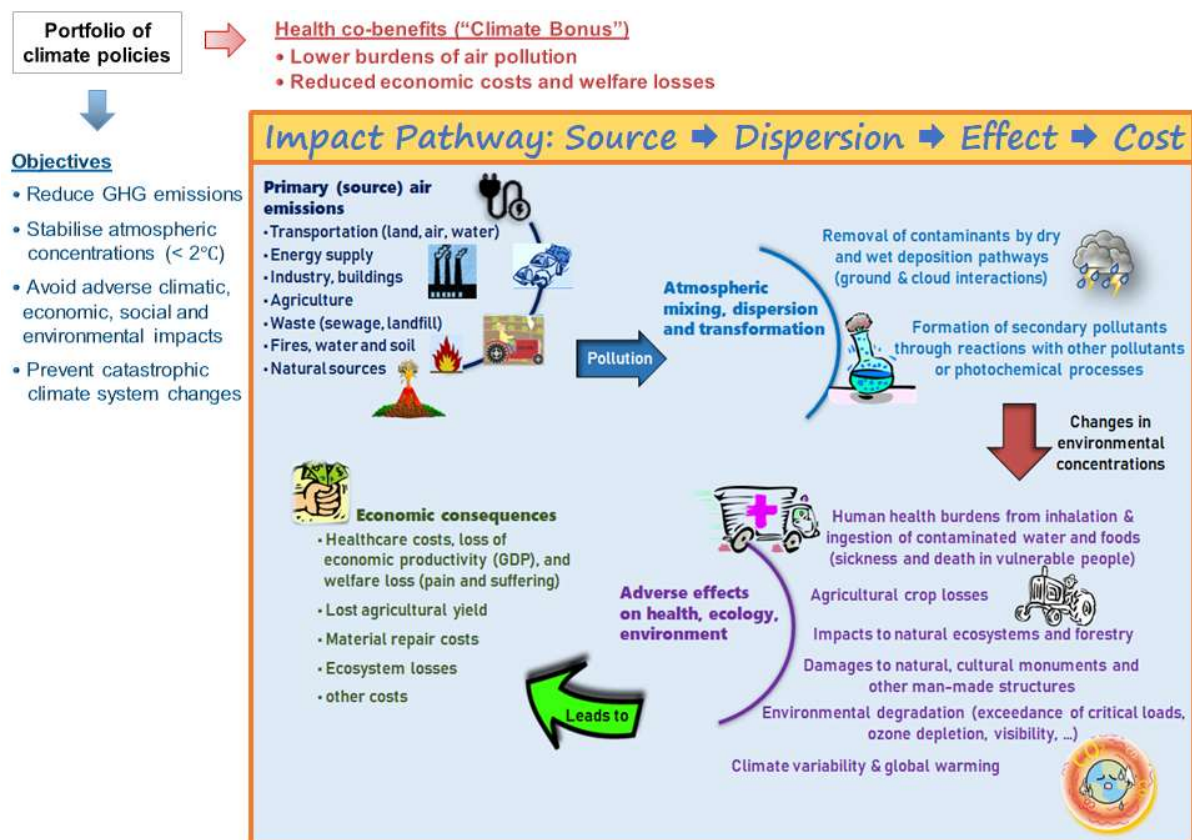 Portfolio of
climate policies
Health co-benefits (“Climate Bonus”)
• Lower burdens of air pollution
• Reduced economic costs and welfare losses
Objectives
• Reduce GHG emissions
• Stabilise atmospheric
concentrations (< 2°C)
• Avoid adverse climatic,
economic, social and
environmental impacts
• Prevent catastrophic
climate system changes
Impact Pathway: Source ➡ Dispersion ➡ Effect ➡ Cost
Primary (source) air
emissions
• Transportation (land, air, water)
• Energy supply
• Industry, buildings
• Agriculture
• Waste (sewage, landfill)
• Fires, water and soil
• Natural sources
Pollution
Atmospheric
mixing, dispersion
and transformation
Removal of contaminants by dry
and wet deposition pathways
(ground & cloud interactions)
Formation of secondary pollutants
through reactions with other pollutants
or photochemical processes
Changes in
environmental
concentrations
Human health burdens from inhalation &
ingestion of contaminated water and foods
(sickness and death in vulnerable people)
Agricultural crop losses
Impacts to natural ecosystems and forestry
Damages to natural, cultural monuments and
other man-made structures
Environmental degradation (exceedance of critical loads,
ozone depletion, visibility, ...)
Climate variability & global warming
CO2
Adverse effects
on health, ecology,
environment
Leads to
Economic consequences
• Healthcare costs, loss of
economic productivity (GDP), and
welfare loss (pain and suffering)
• Lost agricultural yield
• Material repair costs
• Ecosystem losses
• other costs